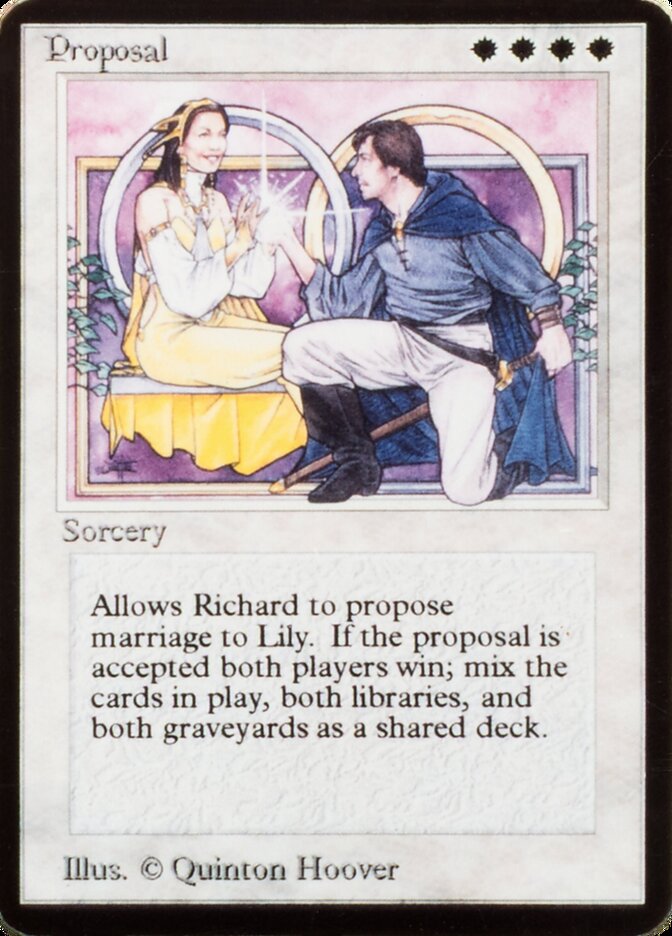 Proposal
Sorcery
Allows Richard to propose
marriage to Lily. If the proposal is
accepted both players win; mix the
cards in play, both libraries, and
both graveyards as a shared deck.
Illus. © Quinton Hoover